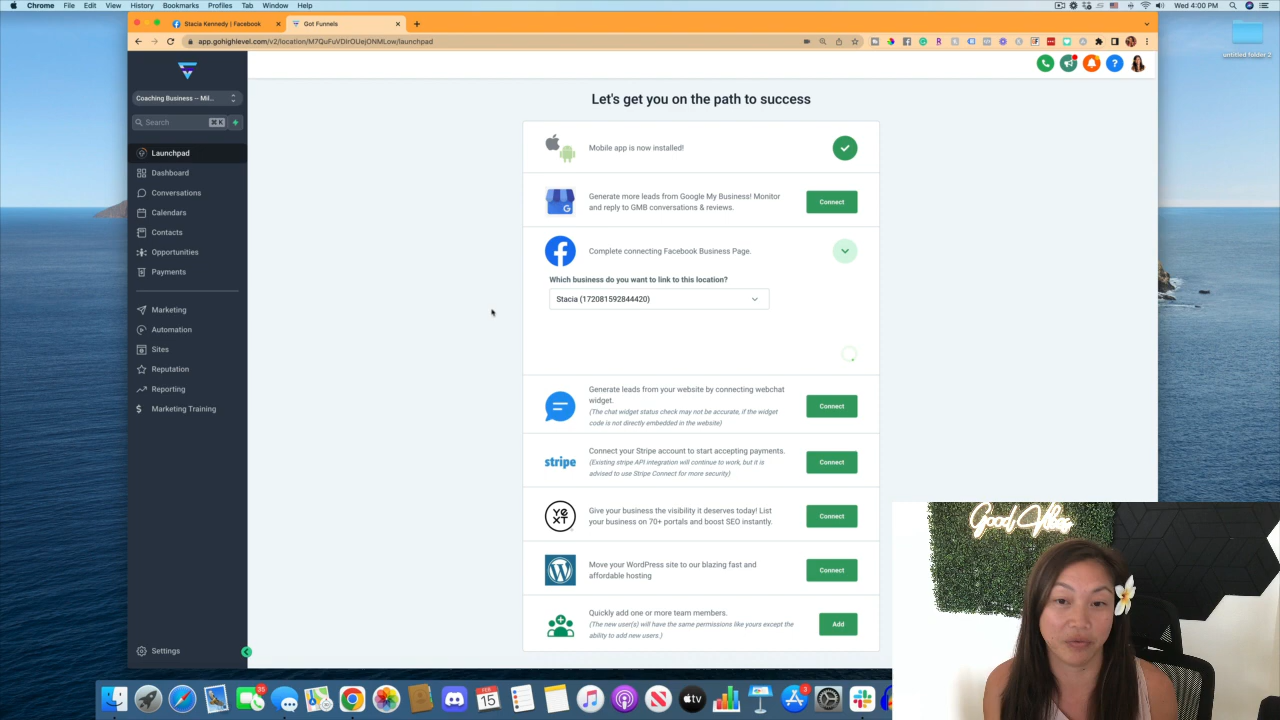 Chrome File Edit View History Bookmarks Profiles Tab Window Help
Wed 4:00 PM
Stacia Kennedy | Facebook
Got Funnels
app.gohighlevel.com/v2/location/M7QuFuVDIrOUejONMLow/launchpad
untitled folder 2
Coaching Business -- Mil...
Search
⌘ K
Launchpad
Dashboard
Conversations
Calendars
Contacts
Opportunities
Payments
Marketing
Automation
Sites
Reputation
Reporting
Marketing Training
Settings
Let's get you on the path to success
Mobile app is now installed!
Generate more leads from Google My Business! Monitor
and reply to GMB conversations & reviews.
Connect
Complete connecting Facebook Business Page.
Which business do you want to link to this location?
Stacia (172081592844420)
Generate leads from your website by connecting webchat
widget.
(The chat widget status check may not be accurate, if the widget
code is not directly embedded in the website)
Connect
stripe
Connect your Stripe account to start accepting payments.
(Existing stripe API integration will continue to work, but it is
advised to use Stripe Connect for more security)
Connect
YEXT
Give your business the visibility it deserves today! List
your business on 70+ portals and boost SEO instantly.
Connect
Move your WordPress site to our blazing fast and
affordable hosting
Connect
Quickly add one or more team members.
(The new user(s) will have the same permissions like yours except the
ability to add new users.)
Add
Good Vibes
FEB
15
tv
3